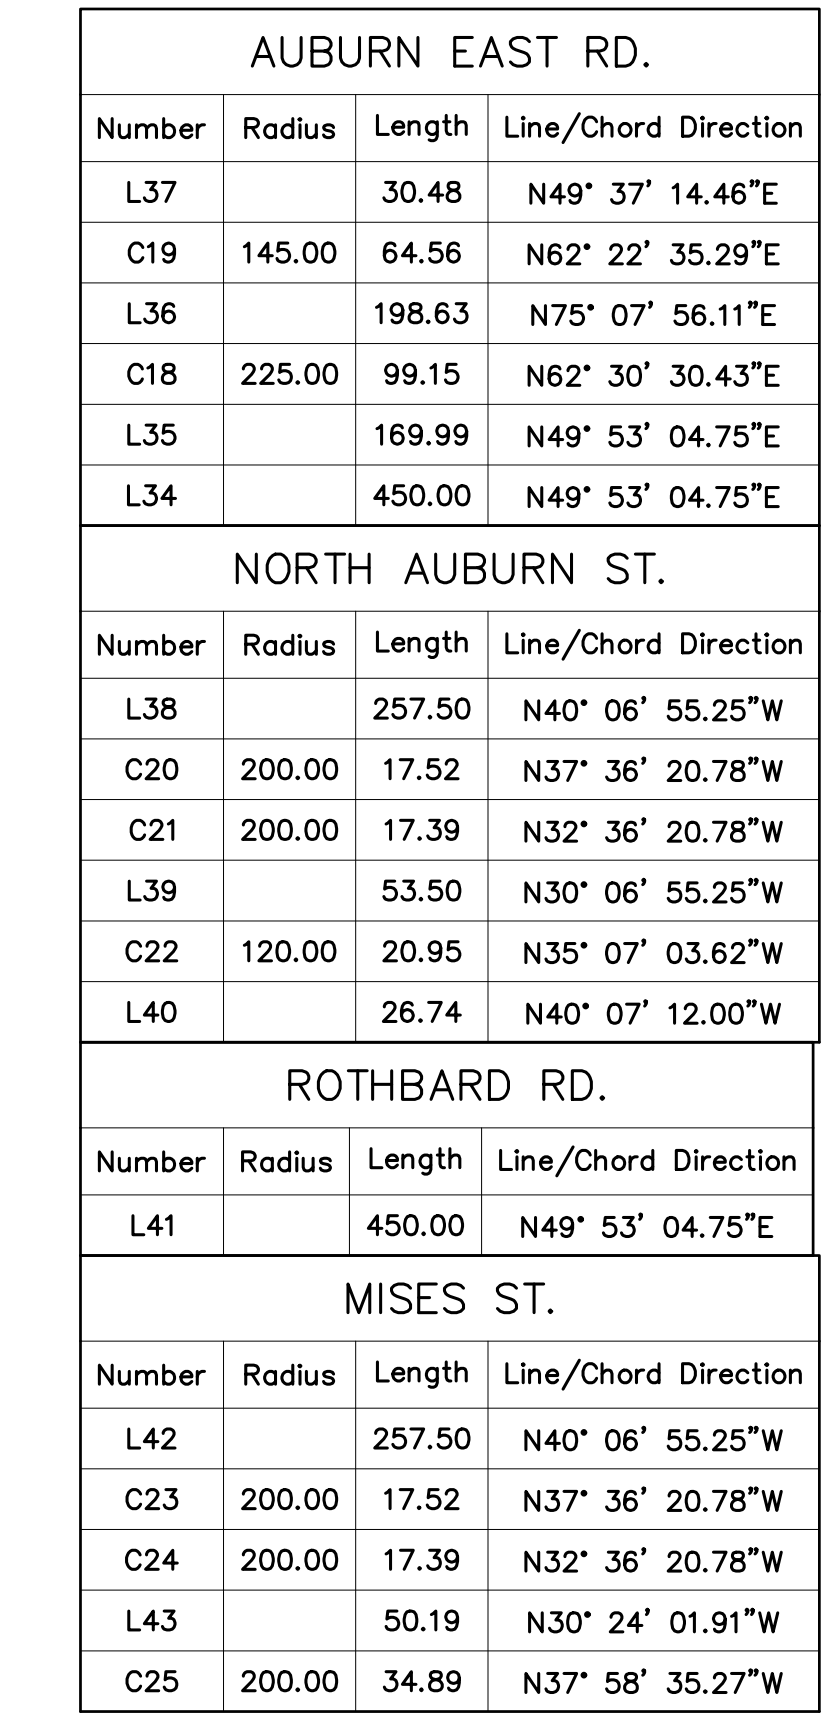 AUBURN EAST RD.
Number Radius Length Line/Chord Direction
L37 30.48 N49° 37' 14.46"E
C19 145.00 64.56 N62° 22' 35.29"E
L36 198.63 N75° 07' 56.11"E
C18 225.00 99.15 N62° 30' 30.43"E
L35 169.99 N49° 53' 04.75"E
L34 450.00 N49° 53' 04.75"E
NORTH AUBURN ST.
Number Radius Length Line/Chord Direction
L38 257.50 N40° 06' 55.25"W
C20 200.00 17.52 N37° 36' 20.78"W
C21 200.00 17.39 N32° 36' 20.78"W
L39 53.50 N30° 06' 55.25"W
C22 120.00 20.95 N35° 07' 03.62"W
L40 26.74 N40° 07' 12.00"W
ROTHBARD RD.
Number Radius Length Line/Chord Direction
L41 450.00 N49° 53' 04.75"E
MISES ST.
Number Radius Length Line/Chord Direction
L42 257.50 N40° 06' 55.25"W
C23 200.00 17.52 N37° 36' 20.78"W
C24 200.00 17.39 N32° 36' 20.78"W
L43 50.19 N30° 24' 01.91"W
C25 200.00 34.89 N37° 58' 35.27"W